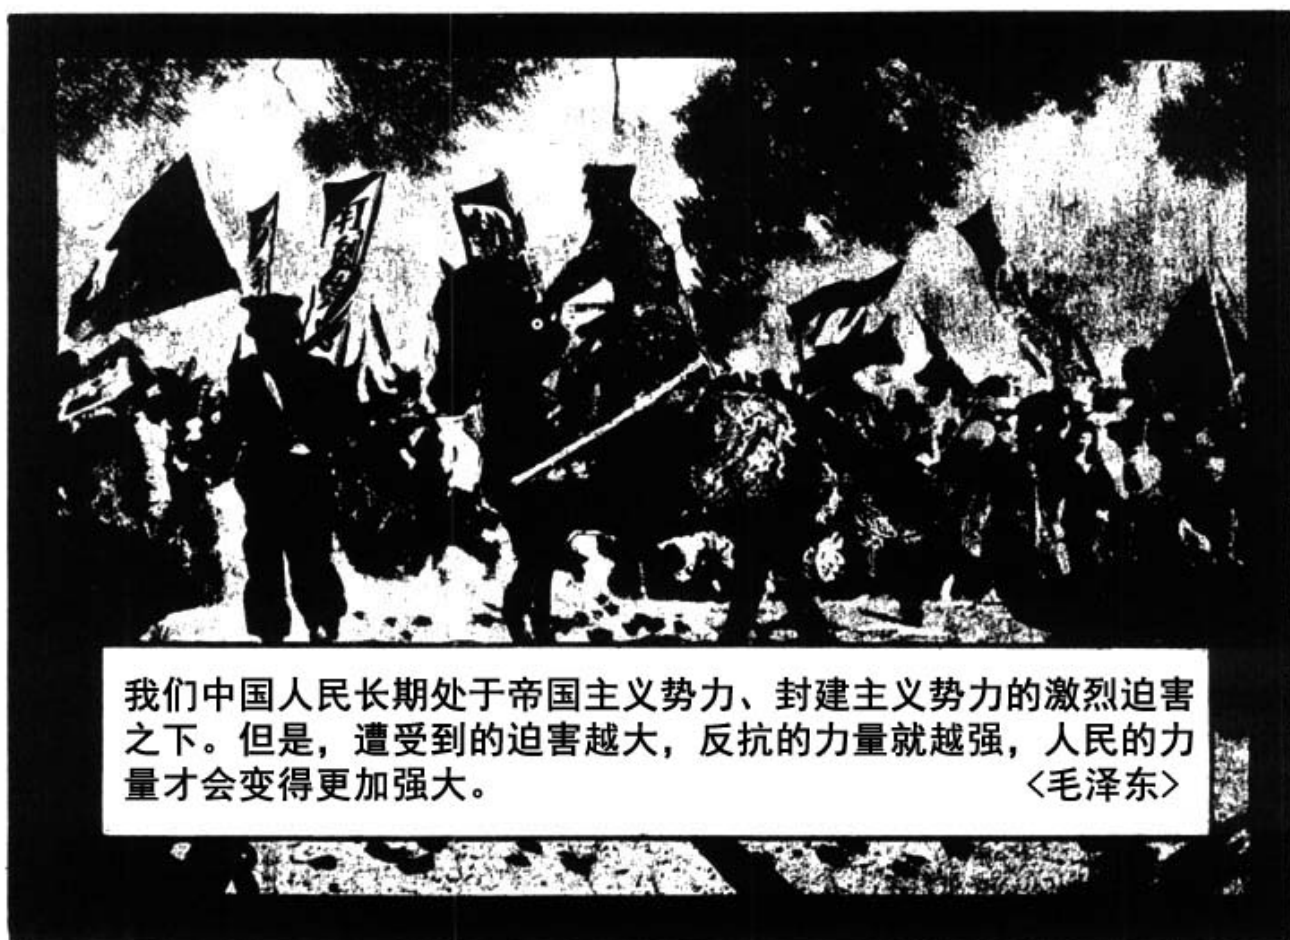 我们中国人民长期处于帝国主义势力、封建主义势力的激烈迫害
之下。但是，遭受到的迫害越大，反抗的力量就越强，人民的力
量才会变得更加强大。 <毛泽东>